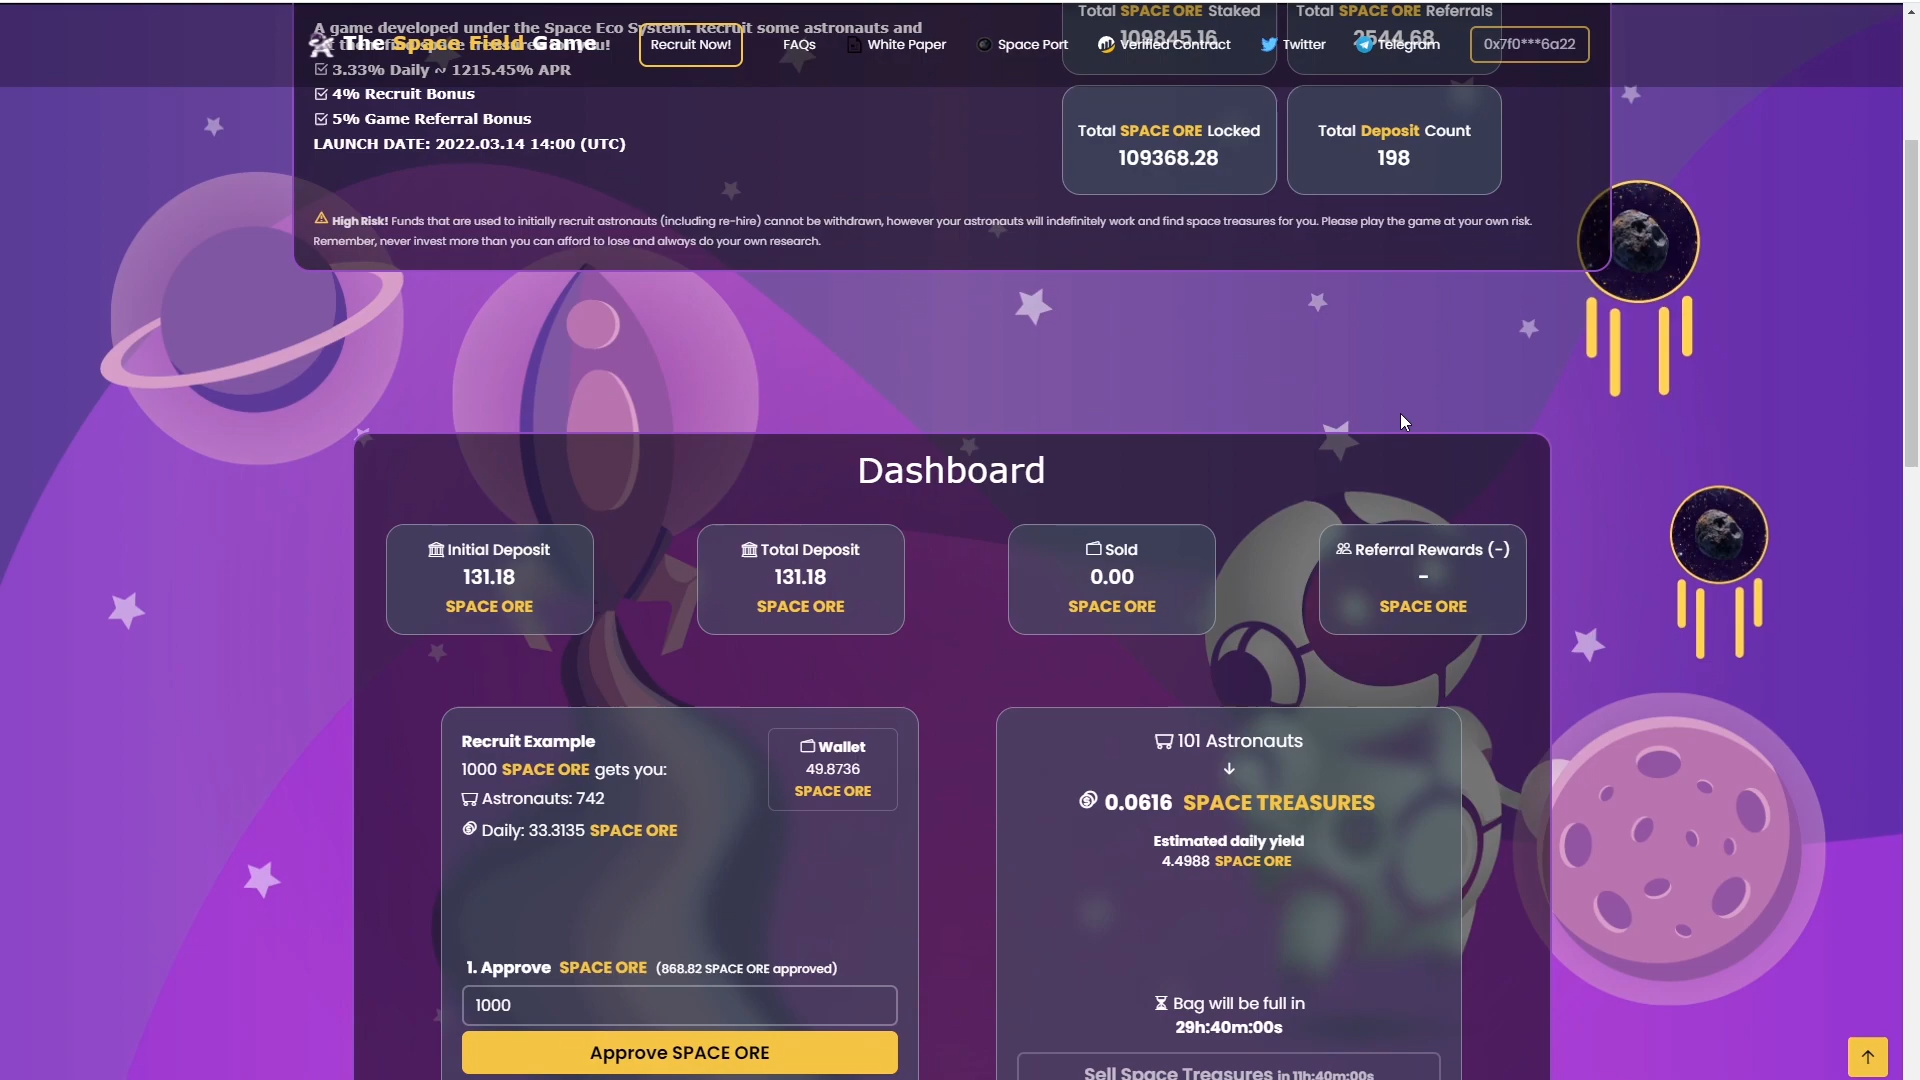 A game developed under the Space Eco System. Recruit some astronauts and
The Space Field Game
Recruit Now!
FAQs
White Paper
Space Port
Verified Contract
Twitter
Telegram
0x7f0***6a22
3.33% Daily ~ 1215.45% APR
4% Recruit Bonus
5% Game Referral Bonus
LAUNCH DATE: 2022.03.14 14:00 (UTC)
Total SPACE ORE Staked
109845.16
Total SPACE ORE Referrals
2544.68
Total SPACE ORE Locked
109368.28
Total Deposit Count
198
High Risk! Funds that are used to initially recruit astronauts (including re-hire) cannot be withdrawn, however your astronauts will indefinitely work and find space treasures for you. Please play the game at your own risk.
Remember, never invest more than you can afford to lose and always do your own research.
Dashboard
Initial Deposit
131.18
SPACE ORE
Total Deposit
131.18
SPACE ORE
Sold
0.00
SPACE ORE
Referral Rewards (-)
-
SPACE ORE
Recruit Example
1000 SPACE ORE gets you:
Astronauts: 742
Daily: 33.3135 SPACE ORE
Wallet
49.8736
SPACE ORE
1. Approve SPACE ORE (868.82 SPACE ORE approved)
1000
Approve SPACE ORE
101 Astronauts
↓
0.0616 SPACE TREASURES
Estimated daily yield
4.4988 SPACE ORE
Bag will be full in
29h:40m:00s
Sell Space Treasures in 11h:40m:00s